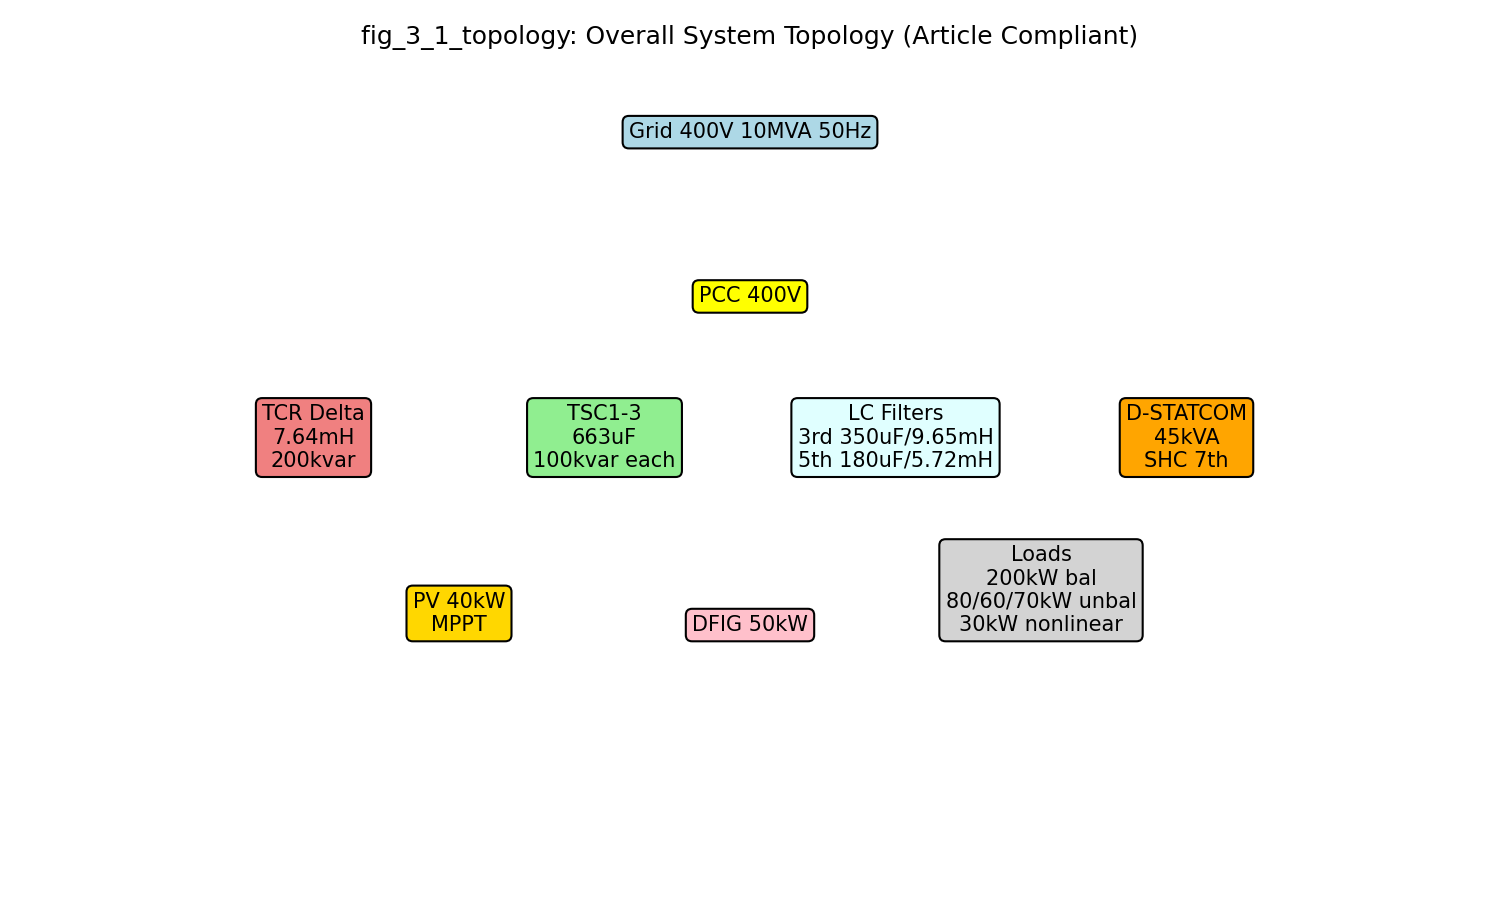 fig_3_1_topology: Overall System Topology (Article Compliant)
Grid 400V 10MVA 50Hz
PCC 400V
TCR Delta
7.64mH
200kvar
TSC1-3
663uF
100kvar each
LC Filters
3rd 350uF/9.65mH
5th 180uF/5.72mH
D-STATCOM
45kVA
SHC 7th
PV 40kW
MPPT
DFIG 50kW
Loads
200kW bal
80/60/70kW unbal
30kW nonlinear